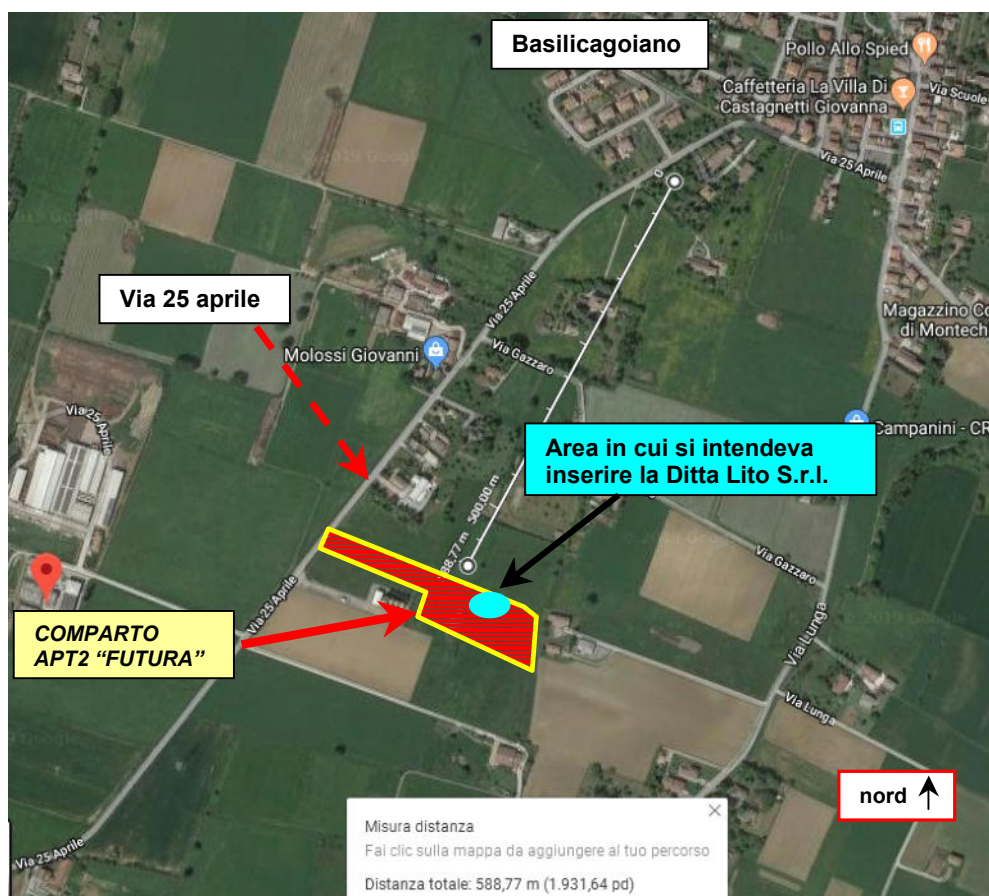 Basilicagoiano
Pollo Allo Spied
Via Scuole
Caffetteria La Villa Di
Castagnetti Giovanna
Via 25 Aprile
0
Via 25 aprile
Via 25 Aprile
Magazzino Co
di Montech
Molossi Giovanni
Via Gazzaro
Via 25 Aprile
Campanini - CR
Area in cui si intendeva
inserire la Ditta Lito S.r.l.
500,00 m
588,77 m
Via Gazzaro
Via 25 Aprile
Via Lunga
COMPARTO
APT2 “FUTURA”
Via Lunga
nord
Via 25 Aprile
Misura distanza
Fai clic sulla mappa da aggiungere al tuo percorso
Distanza totale: 588,77 m (1.931,64 pd)